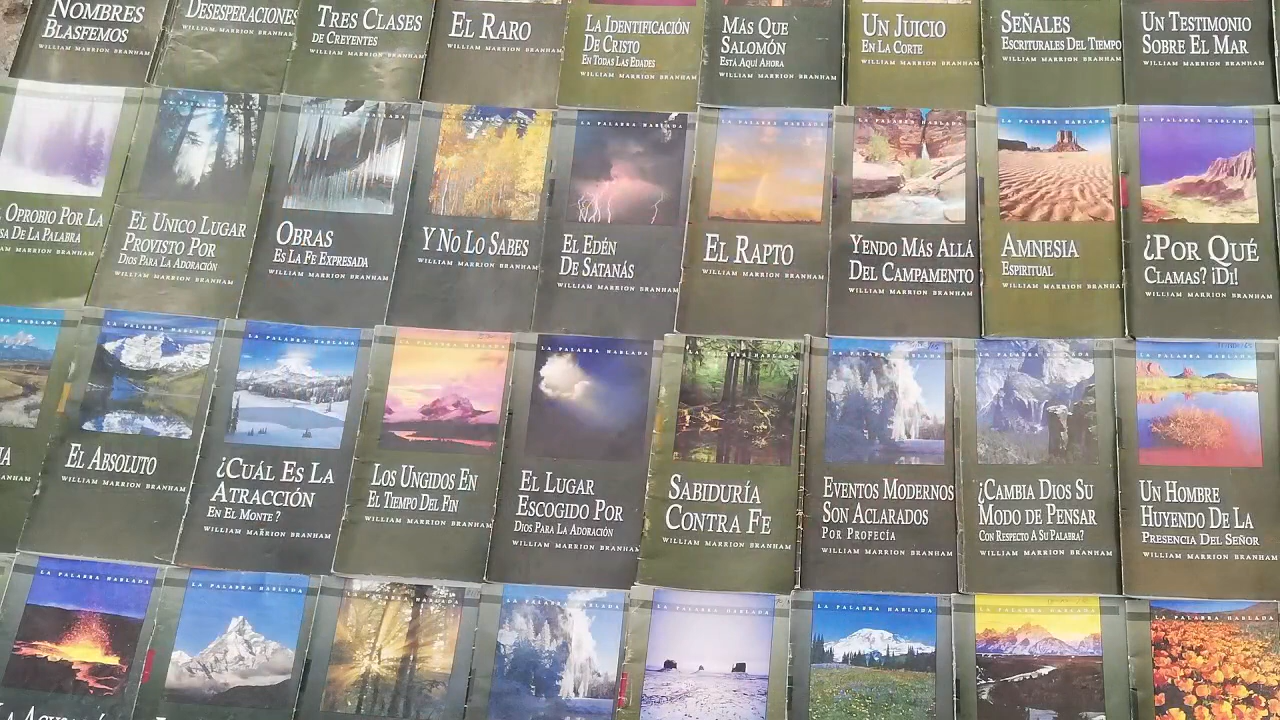 NOMBRES
BLASFEMOS
WILLIAM MARRION BRANHAM
DESESPERACIONES
WILLIAM MARRION BRANHAM
TRES CLASES
DE CREYENTES
WILLIAM MARRION BRANHAM
EL RARO
WILLIAM MARRION BRANHAM
LA IDENTIFICACIÓN
DE CRISTO
EN TODAS LAS EDADES
WILLIAM MARRION BRANHAM
MÁS QUE
SALOMÓN
ESTÁ AQUÍ AHORA
WILLIAM MARRION BRANHAM
UN JUICIO
EN LA CORTE
WILLIAM MARRION BRANHAM
SEÑALES
ESCRITURALES DEL TIEMPO
WILLIAM MARRION BRANHAM
UN TESTIMONIO
SOBRE EL MAR
WILLIAM MARRION BRANHAM
OPROBIO POR LA
DE LA PALABRA
MARRION BRANHAM
LA PALABRA HABLADA
EL UNICO LUGAR
PROVISTO POR
DIOS PARA LA ADORACIÓN
WILLIAM MARRION BRANHAM
LA PALABRA HABLADA
OBRAS
ES LA FE EXPRESADA
WILLIAM MARRION BRANHAM
LA PALABRA HABLADA
Y NO LO SABES
WILLIAM MARRION BRANHAM
LA PALABRA HABLADA
EL EDÉN
DE SATANÁS
WILLIAM MARRION BRANHAM
LA PALABRA HABLADA
EL RAPTO
WILLIAM MARRION BRANHAM
LA PALABRA HABLADA
YENDO MÁS ALLÁ
DEL CAMPAMENTO
WILLIAM MARRION BRANHAM
LA PALABRA HABLADA
AMNESIA
ESPIRITUAL
WILLIAM MARRION BRANHAM
LA PALABRA HABLADA
¿POR QUÉ
CLAMAS? ¡DI!
WILLIAM MARRION BRANHAM
HABLADA
LA PALABRA HABLADA
EL ABSOLUTO
WILLIAM MARRION BRANHAM
LA PALABRA HABLADA
¿CUÁL ES LA
ATRACCIÓN
EN EL MONTE?
WILLIAM MARRION BRANHAM
LA PALABRA HABLADA
LOS UNGIDOS EN
EL TIEMPO DEL FIN
WILLIAM MARRION BRANHAM
LA PALABRA HABLADA
EL LUGAR
ESCOGIDO POR
DIOS PARA LA ADORACIÓN
WILLIAM MARRION BRANHAM
LA PALABRA HABLADA
SABIDURÍA
CONTRA FE
WILLIAM MARRION BRANHAM
LA PALABRA HABLADA
EVENTOS MODERNOS
SON ACLARADOS
POR PROFECÍA
WILLIAM MARRION BRANHAM
LA PALABRA HABLADA
¿CAMBIA DIOS SU
MODO DE PENSAR
CON RESPECTO A SU PALABRA?
WILLIAM MARRION BRANHAM
LA PALABRA HABLADA
UN HOMBRE
HUYENDO DE LA
PRESENCIA DEL SEÑOR
WILLIAM MARRION BRANHAM
LA PALABRA HABLADA
LA PALABRA HABLADA
LA PALABRA HABLADA
LA PALABRA HABLADA
LA PALABRA HABLADA
LA PALABRA HABLADA
LA PALABRA HABLADA
LA PALABRA HABLADA